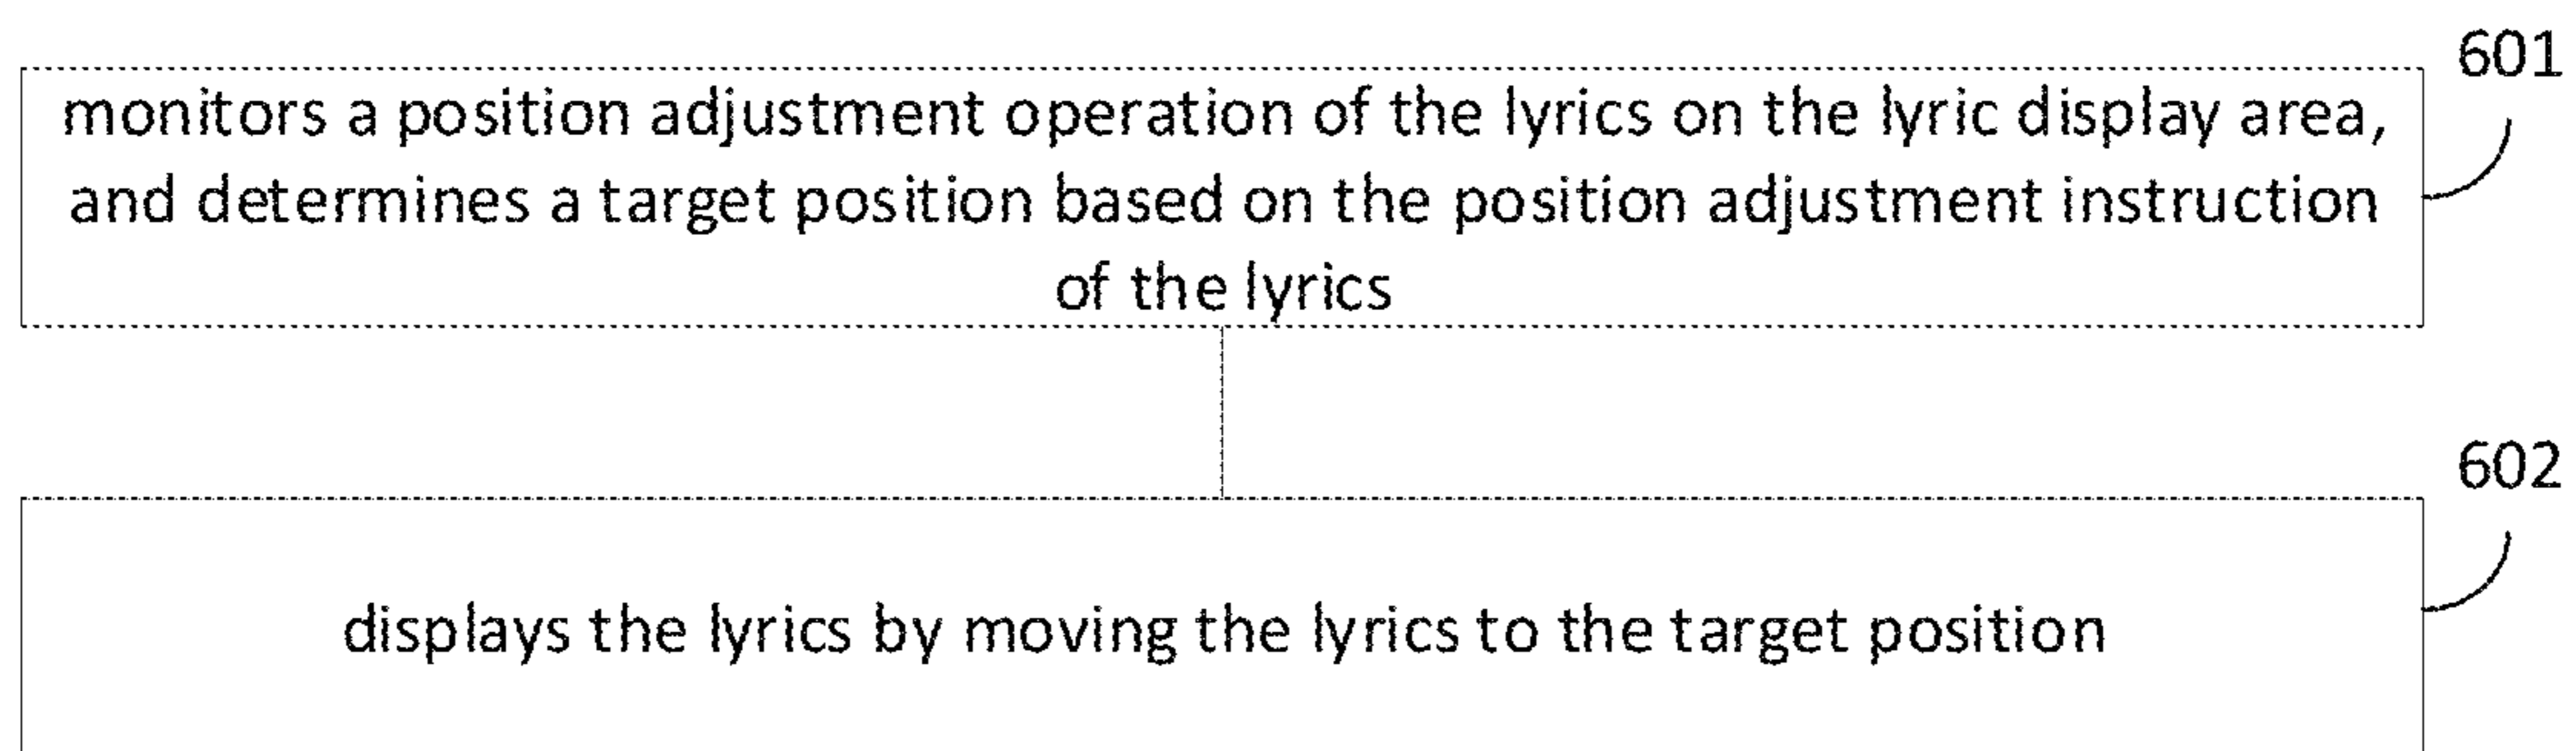 601
monitors a position adjustment operation of the lyrics on the lyric display area,
and determines a target position based on the position adjustment instruction
of the lyrics
602
displays the lyrics by moving the lyrics to the target position